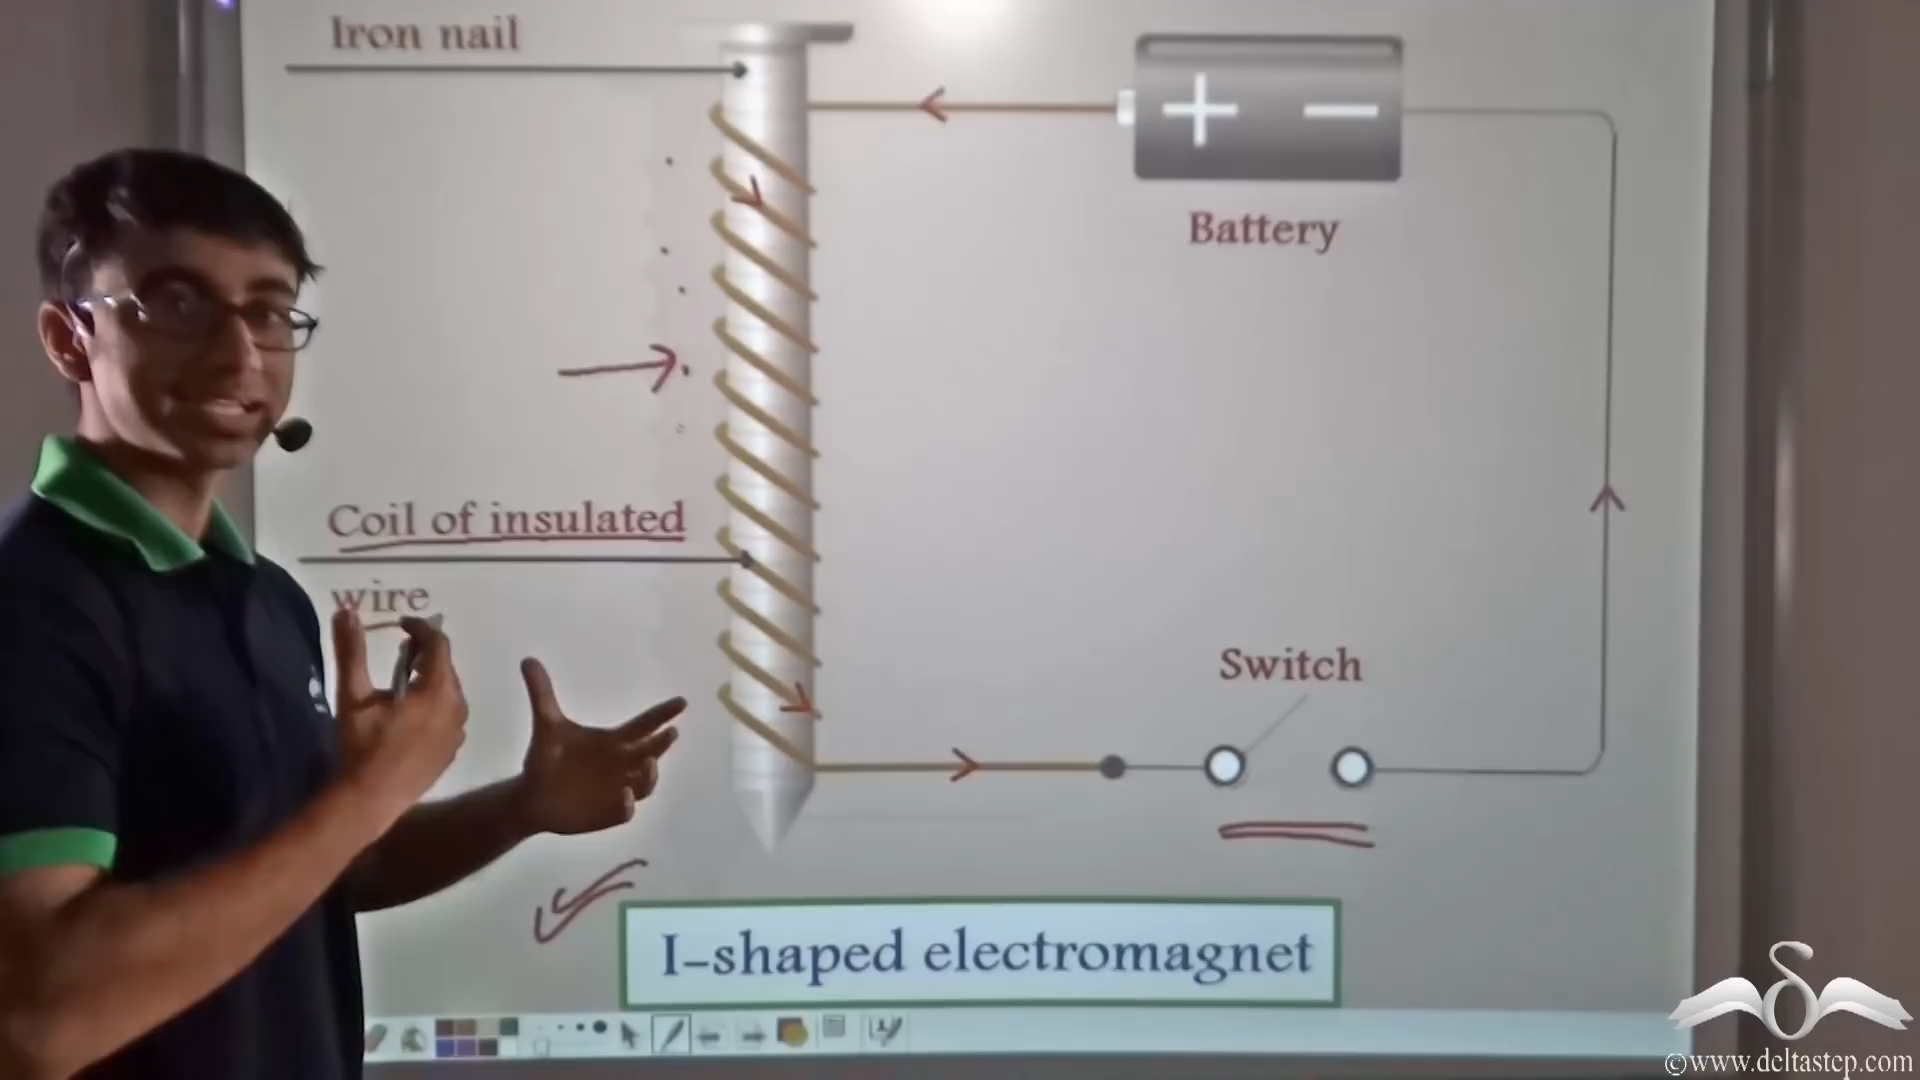 Iron nail
+ −
Battery
Coil of insulated
wire
Switch
I-shaped electromagnet
©www.deltastep.com